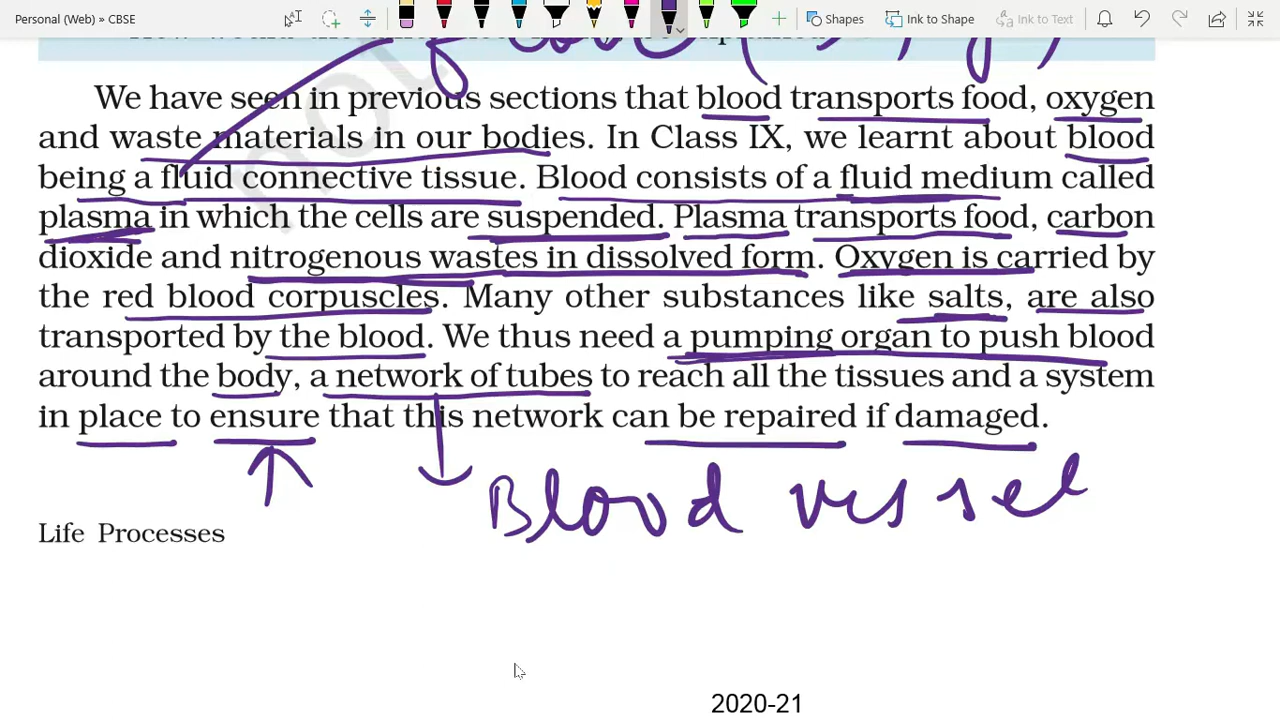 Personal (Web) » CBSE
Shapes
Ink to Shape
Ink to Text
We have seen in previous sections that blood transports food, oxygen
and waste materials in our bodies. In Class IX, we learnt about blood
being a fluid connective tissue. Blood consists of a fluid medium called
plasma in which the cells are suspended. Plasma transports food, carbon
dioxide and nitrogenous wastes in dissolved form. Oxygen is carried by
the red blood corpuscles. Many other substances like salts, are also
transported by the blood. We thus need a pumping organ to push blood
around the body, a network of tubes to reach all the tissues and a system
in place to ensure that this network can be repaired if damaged.
Blood vessel
Life Processes
2020-21